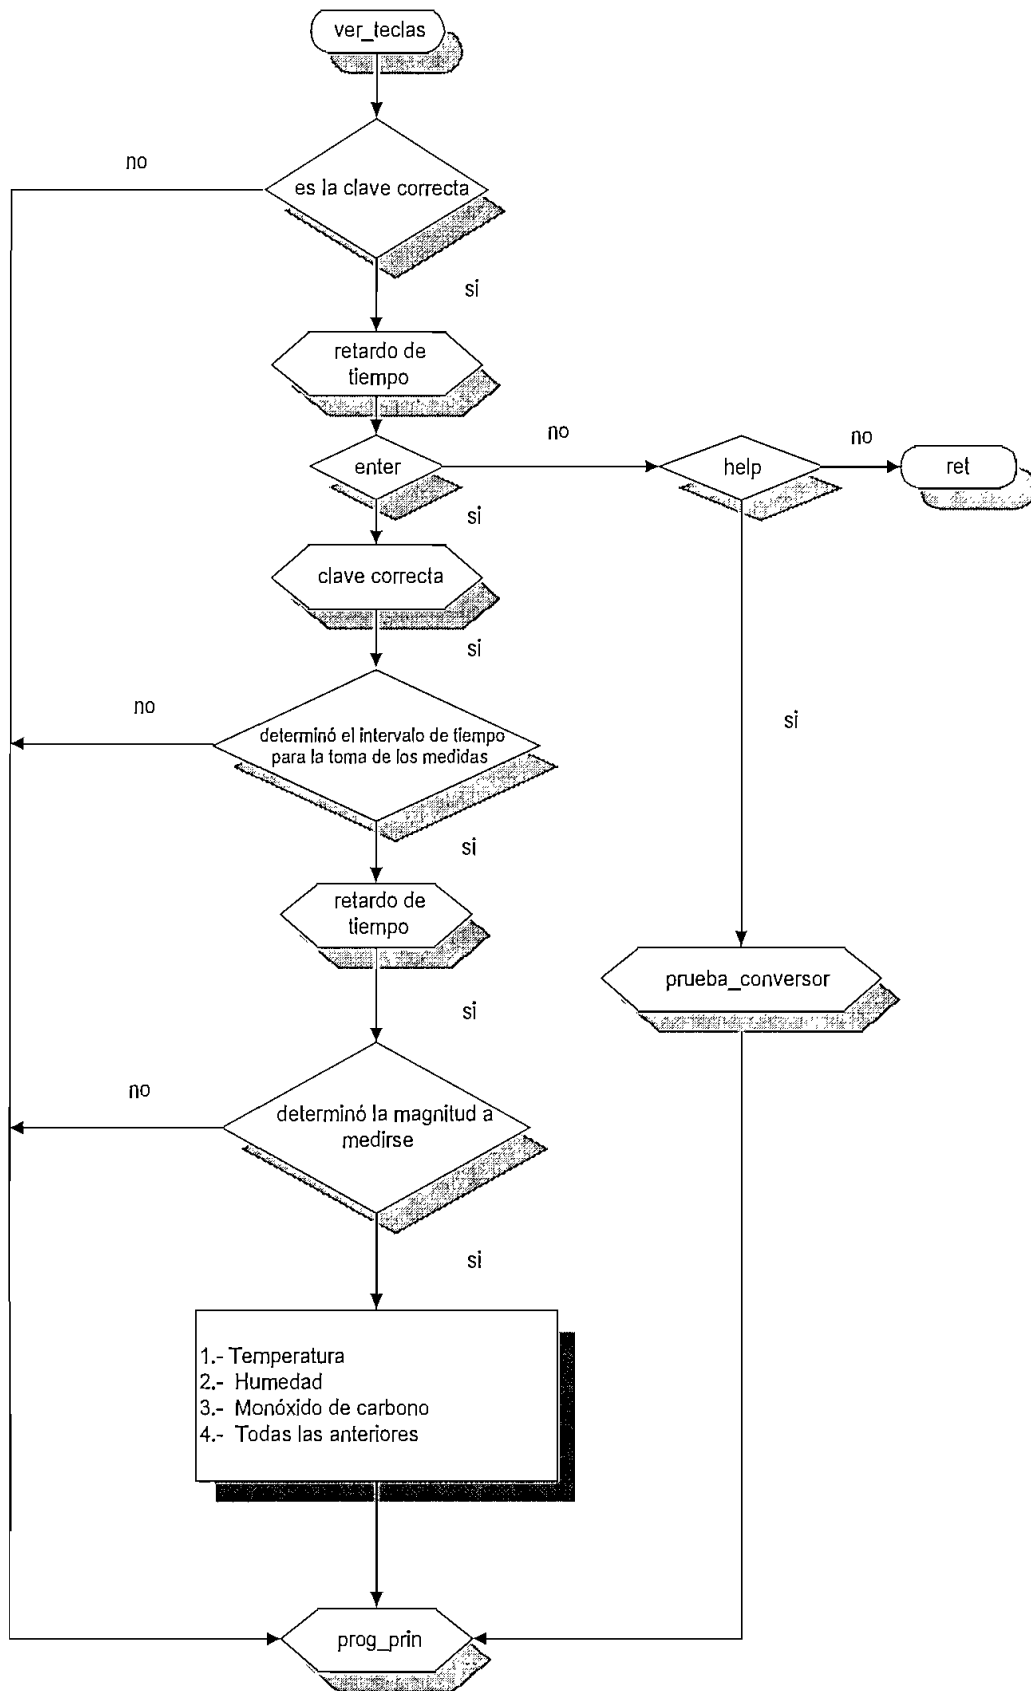 ver_teclas
no
es la clave correcta
si
retardo de
tiempo
enter
no
help
no
ret
si
clave correcta
si
no
determinó el intervalo de tiempo
para la toma de los medidas
si
si
retardo de
tiempo
prueba_conversor
si
no
determinó la magnitud a
medirse
si
1.- Temperatura
2.- Humedad
3.- Monóxido de carbono
4.- Todas las anteriores
prog_prin